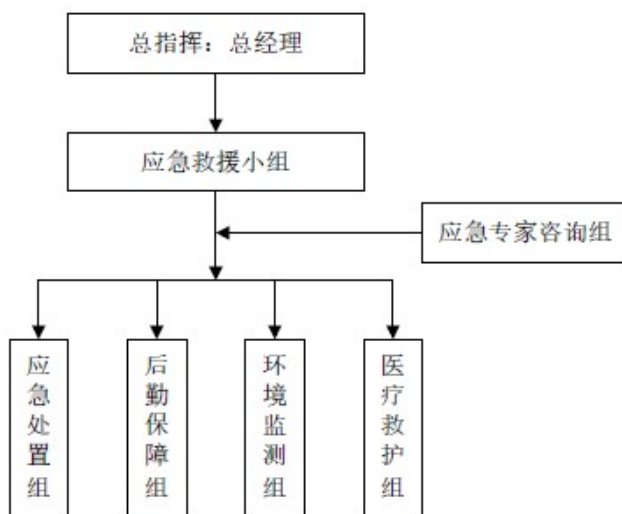 总指挥：总经理
应急救援小组
应急专家咨询组
应急处置组
后勤保障组
环境监测组
医疗救护组